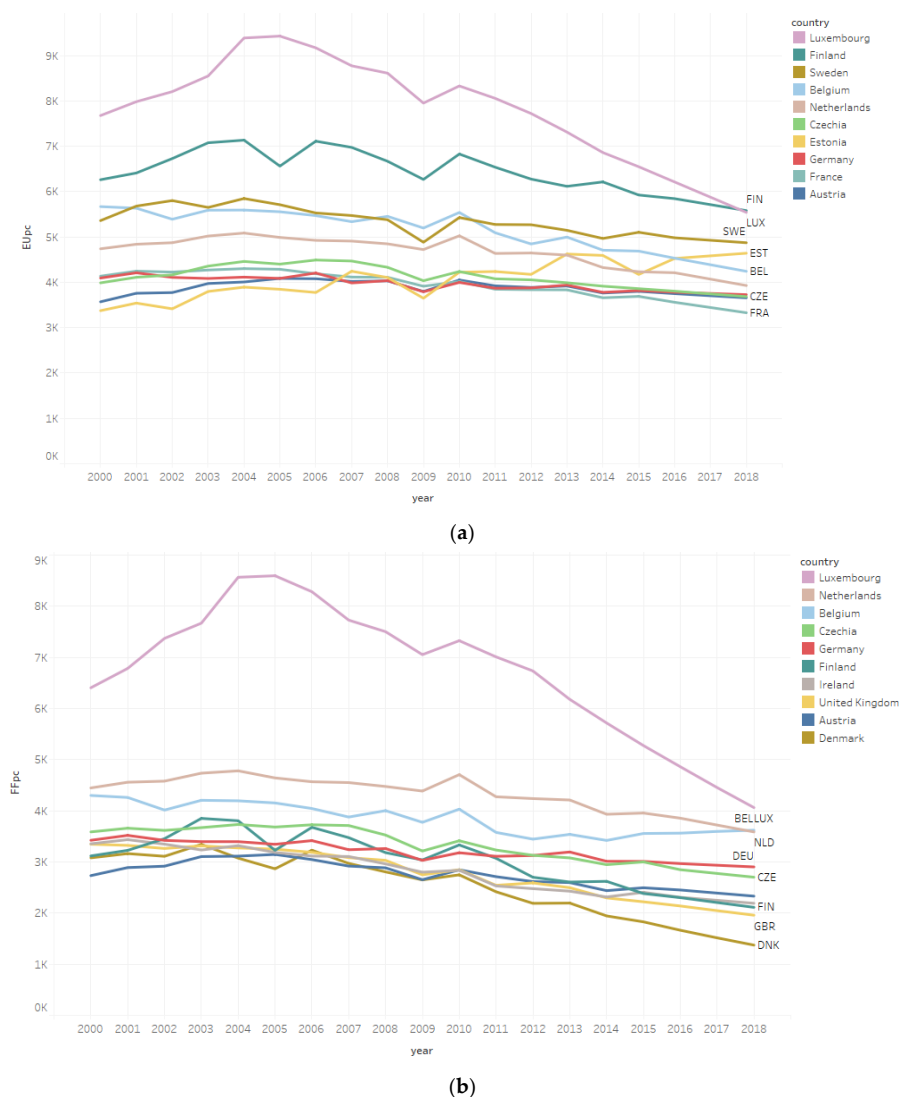 country
Luxembourg
Finland
Sweden
Belgium
Netherlands
Czechia
Estonia
Germany
France
Austria
9K
8K
7K
6K
5K
4K
3K
2K
1K
0K
EUpc
FIN
LUX
SWE
EST
BEL
CZE
FRA
2000 2001 2002 2003 2004 2005 2006 2007 2008 2009 2010 2011 2012 2013 2014 2015 2016 2017 2018
year
(a)
country
Luxembourg
Netherlands
Belgium
Czechia
Germany
Finland
Ireland
United Kingdom
Austria
Denmark
9K
8K
7K
6K
5K
4K
3K
2K
1K
0K
FFpc
BELLUX
NLD
DEU
CZE
FIN
GBR
DNK
2000 2001 2002 2003 2004 2005 2006 2007 2008 2009 2010 2011 2012 2013 2014 2015 2016 2017 2018
year
(b)